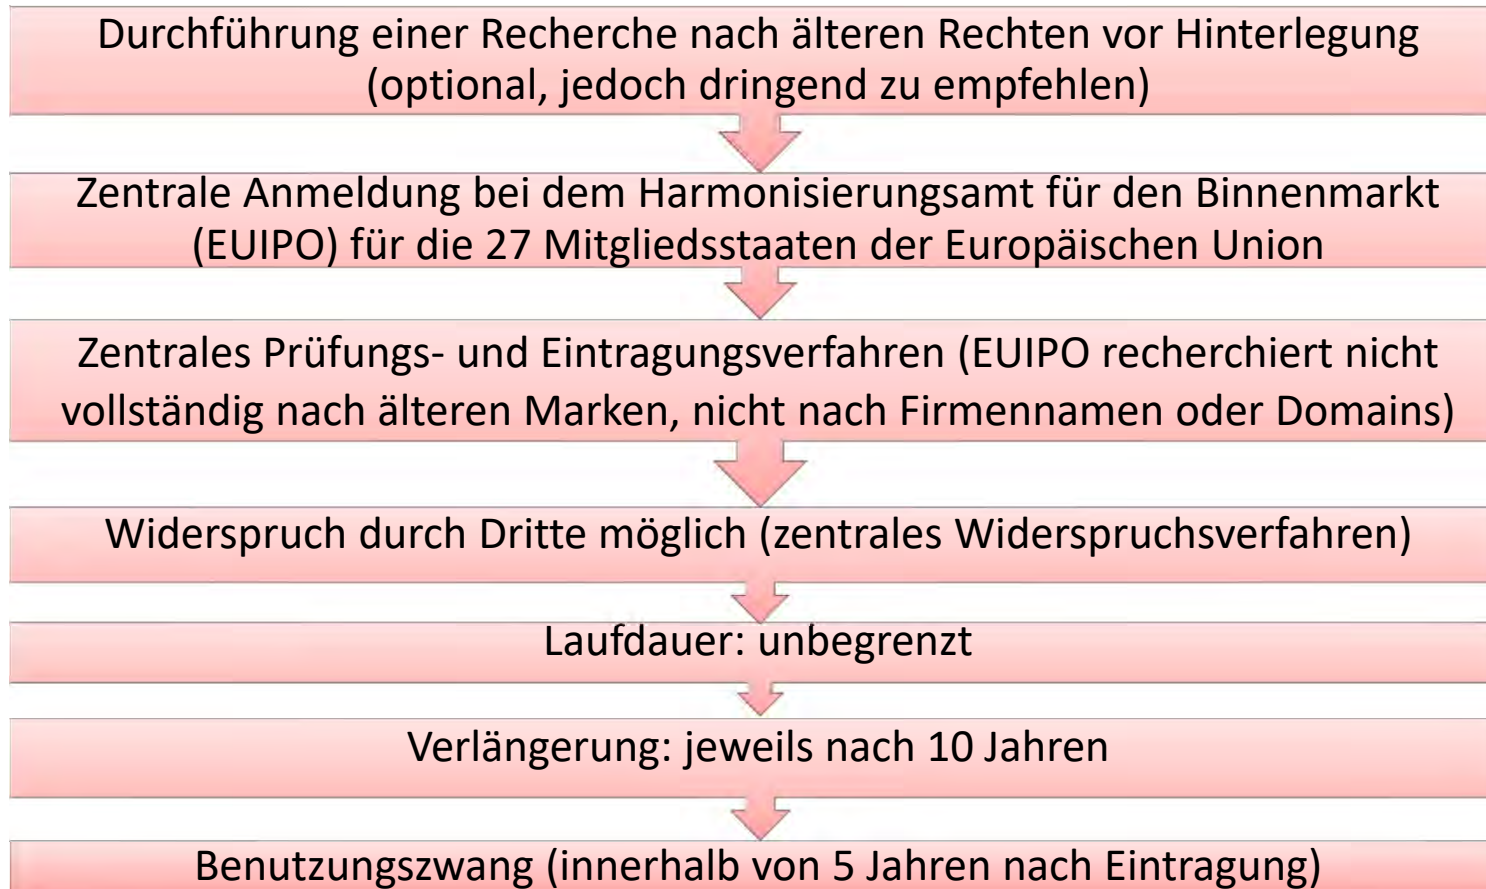 Durchführung einer Recherche nach älteren Rechten vor Hinterlegung
(optional, jedoch dringend zu empfehlen)
Zentrale Anmeldung bei dem Harmonisierungsamt für den Binnenmarkt
(EUIPO) für die 27 Mitgliedsstaaten der Europäischen Union
Zentrales Prüfungs- und Eintragungsverfahren (EUIPO recherchiert nicht
vollständig nach älteren Marken, nicht nach Firmennamen oder Domains)
Widerspruch durch Dritte möglich (zentrales Widerspruchsverfahren)
Laufdauer: unbegrenzt
Verlängerung: jeweils nach 10 Jahren
Benutzungszwang (innerhalb von 5 Jahren nach Eintragung)